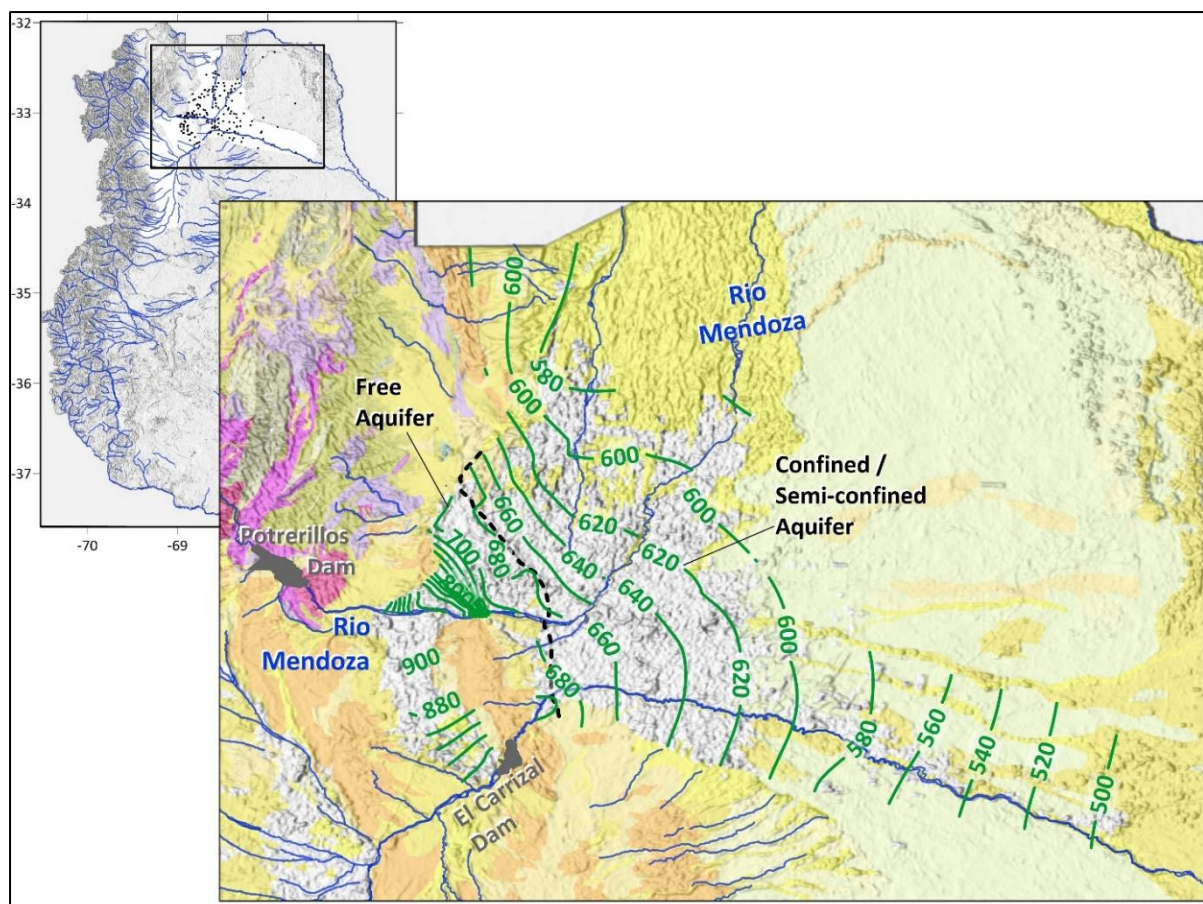 -32
-33
-34
-35
-36
-37
-70
-69
600
580
600
Rio
Mendoza
Free
Aquifer
600
Confined /
Semi-confined
Aquifer
660
620
600
700
680
640
620
Potrerillos
Dam
800
640
600
Rio
Mendoza
660
900
680
620
880
580
560
540
520
500
El Carrizal
Dam